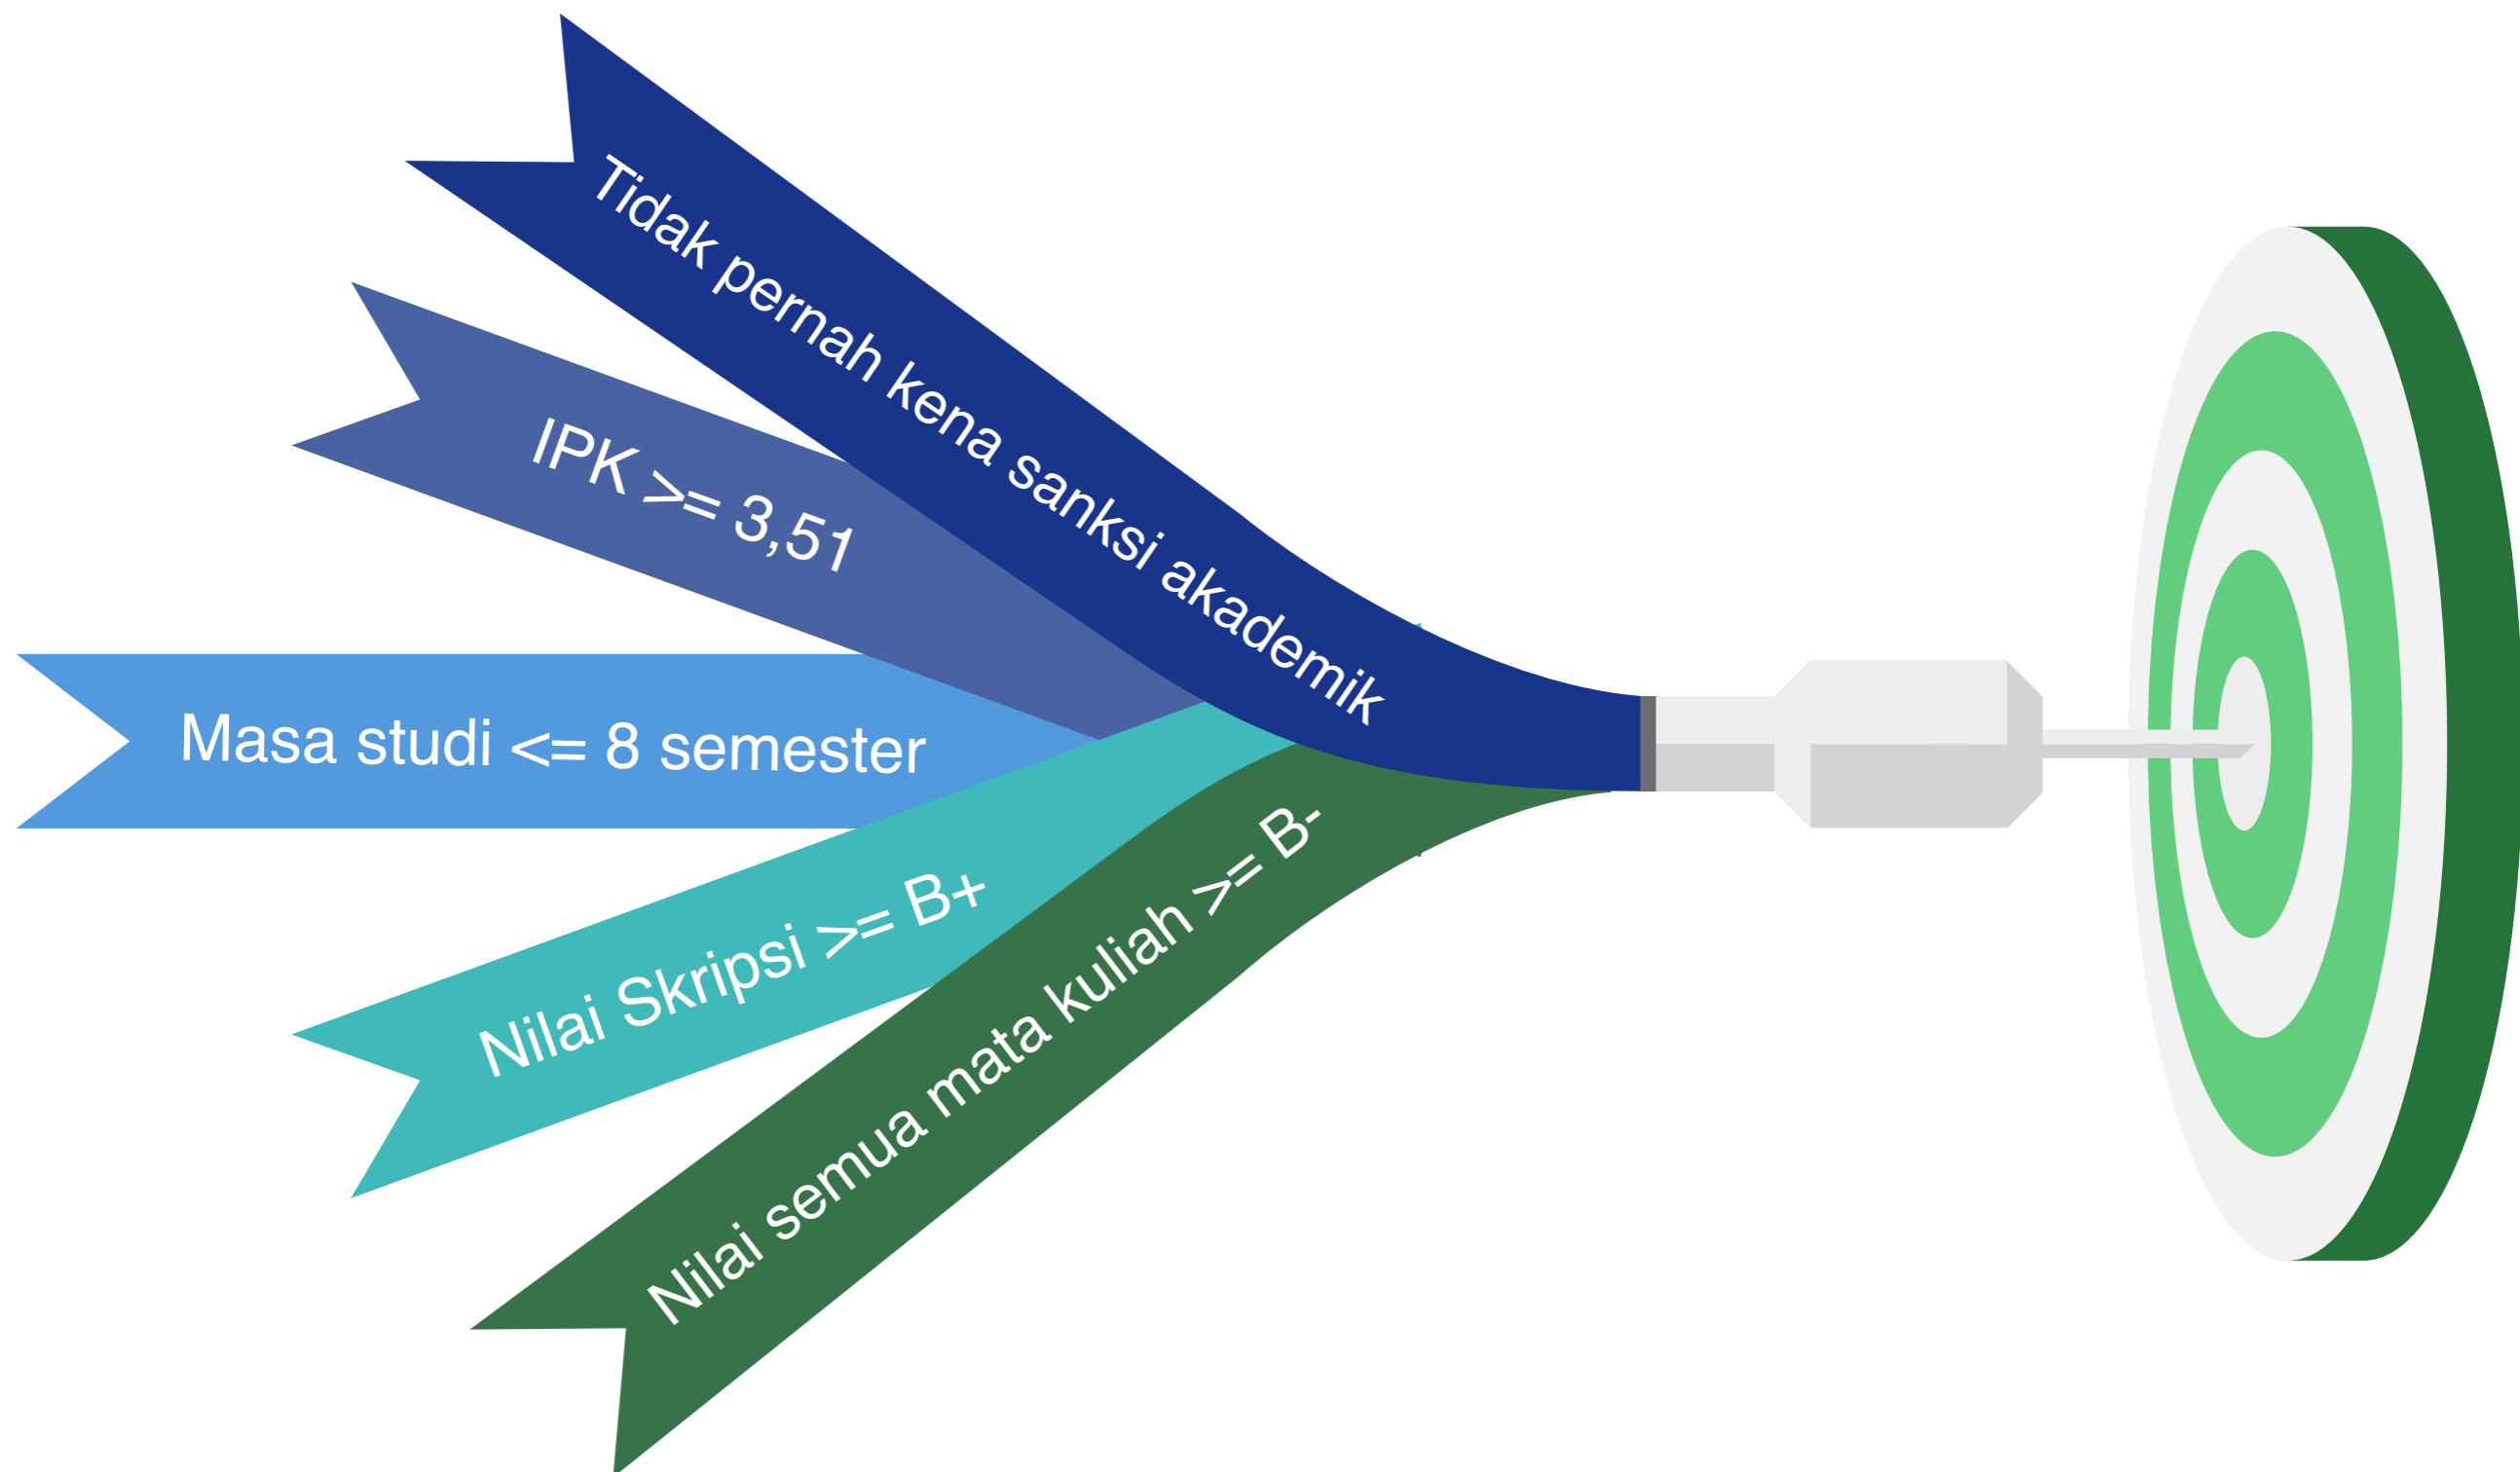 Tidak pernah kena sanksi akademik
IPK >= 3,51
Masa studi <= 8 semester
Nilai Skripsi >= B+
Nilai semua mata kuliah >= B-